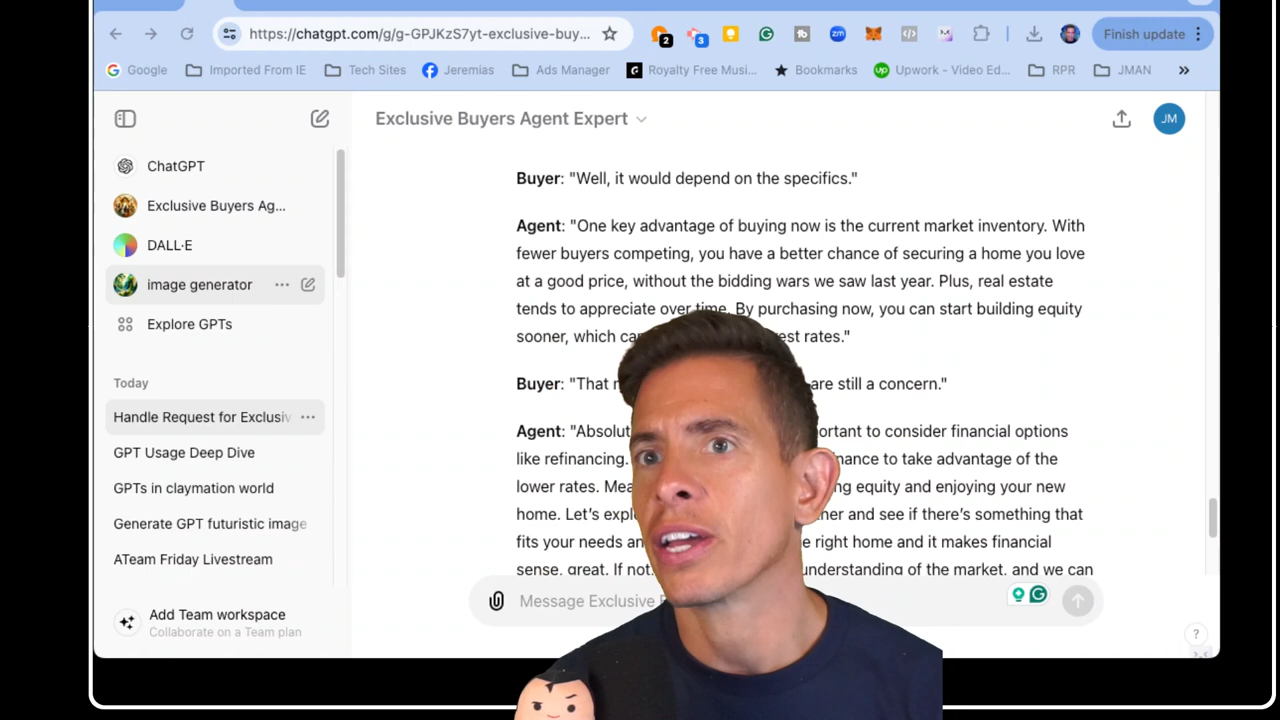 https://chatgpt.com/g/g-GPJKzS7yt-exclusive-buy...
2
3
zm
Finish update
Google
Imported From IE
Tech Sites
Jeremias
Ads Manager
Royalty Free Musi...
Bookmarks
up
Upwork - Video Ed...
RPR
JMAN
»
Exclusive Buyers Agent Expert
JM
ChatGPT
Exclusive Buyers Ag...
DALL·E
image generator
Explore GPTs
Today
Handle Request for Exclusiv
GPT Usage Deep Dive
GPTs in claymation world
Generate GPT futuristic image
ATeam Friday Livestream
Add Team workspace
Collaborate on a Team plan
Buyer: "Well, it would depend on the specifics."
Agent: "One key advantage of buying now is the current market inventory. With
fewer buyers competing, you have a better chance of securing a home you love
at a good price, without the bidding wars we saw last year. Plus, real estate
tends to appreciate over time. By purchasing now, you can start building equity
sooner, which rates."
Buyer: "That are still a concern."
Agent: to consider financial options
like refinancing. to take advantage of the
lower rates. equity and enjoying your new
home. Let's and see if there's something that
fits your needs right home and it makes financial
sense, great. If not, understanding of the market, and we can
Message Exclusive
?